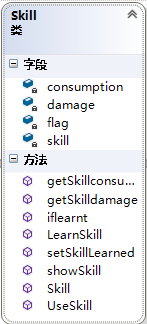 Skill
类
字段
consumption
damage
flag
skill
方法
getSkillconsu...
getSkilldamage
iflearnt
LearnSkill
setSkillLearned
showSkill
Skill
UseSkill